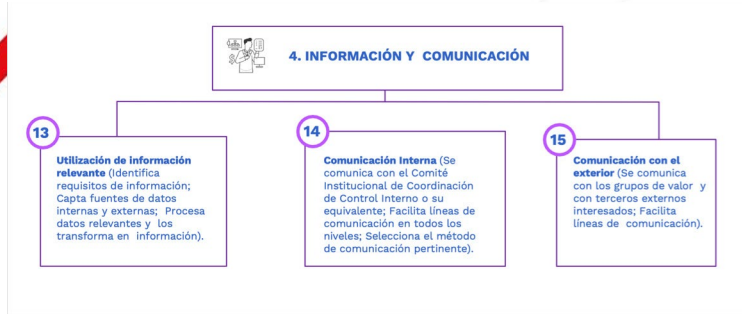 4. INFORMACIÓN Y COMUNICACIÓN
13
Utilización de información
relevante (Identifica
requisitos de información;
Capta fuentes de datos
internas y externas; Procesa
datos relevantes y los
transforma en información).
14
Comunicación Interna (Se
comunica con el Comité
Institucional de Coordinación
de Control Interno o su
equivalente; Facilita líneas de
comunicación en todos los
niveles; Selecciona el método
de comunicación pertinente).
15
Comunicación con el
exterior (Se comunica
con los grupos de valor y
con terceros externos
interesados; Facilita
líneas de comunicación).